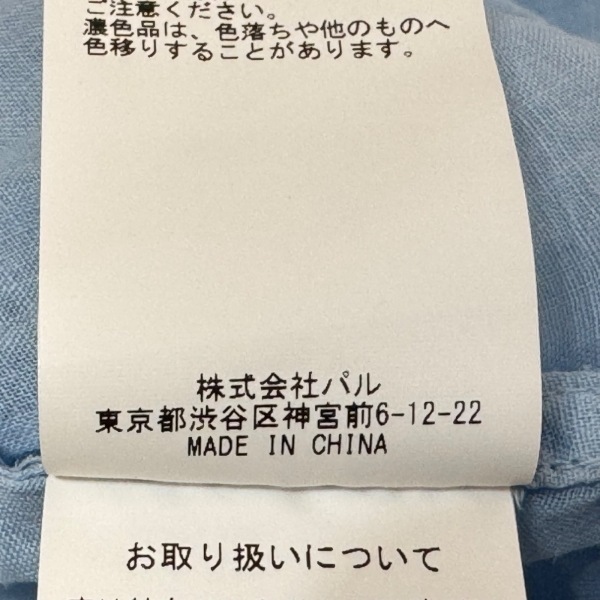 ご注意ください。
濃色品は、色落ちや他のものへ
色移りすることがあります。
株式会社パル
東京都渋谷区神宮前6-12-22
MADE IN CHINA
お取り扱いについて